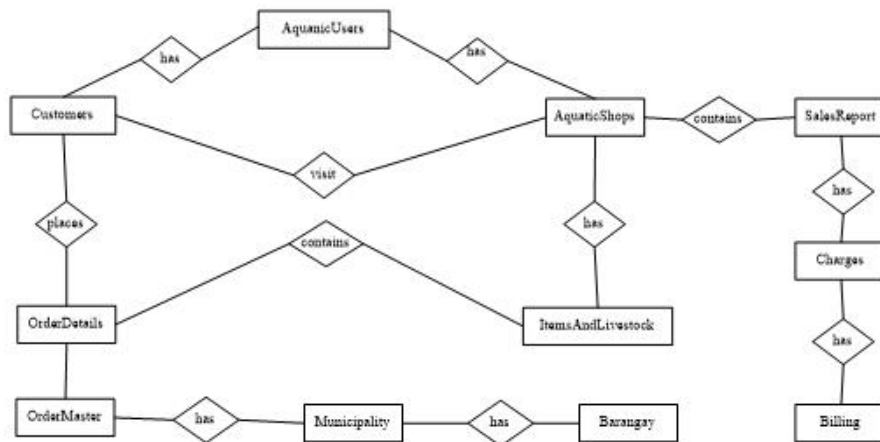 AquanicUsers
has
has
Customers
AquaticShops
contains
SalesReport
visit
has
places
has
contains
Charges
OrderDetails
ItemsAndLivestock
has
OrderMaster
has
Municipality
has
Barangay
Billing